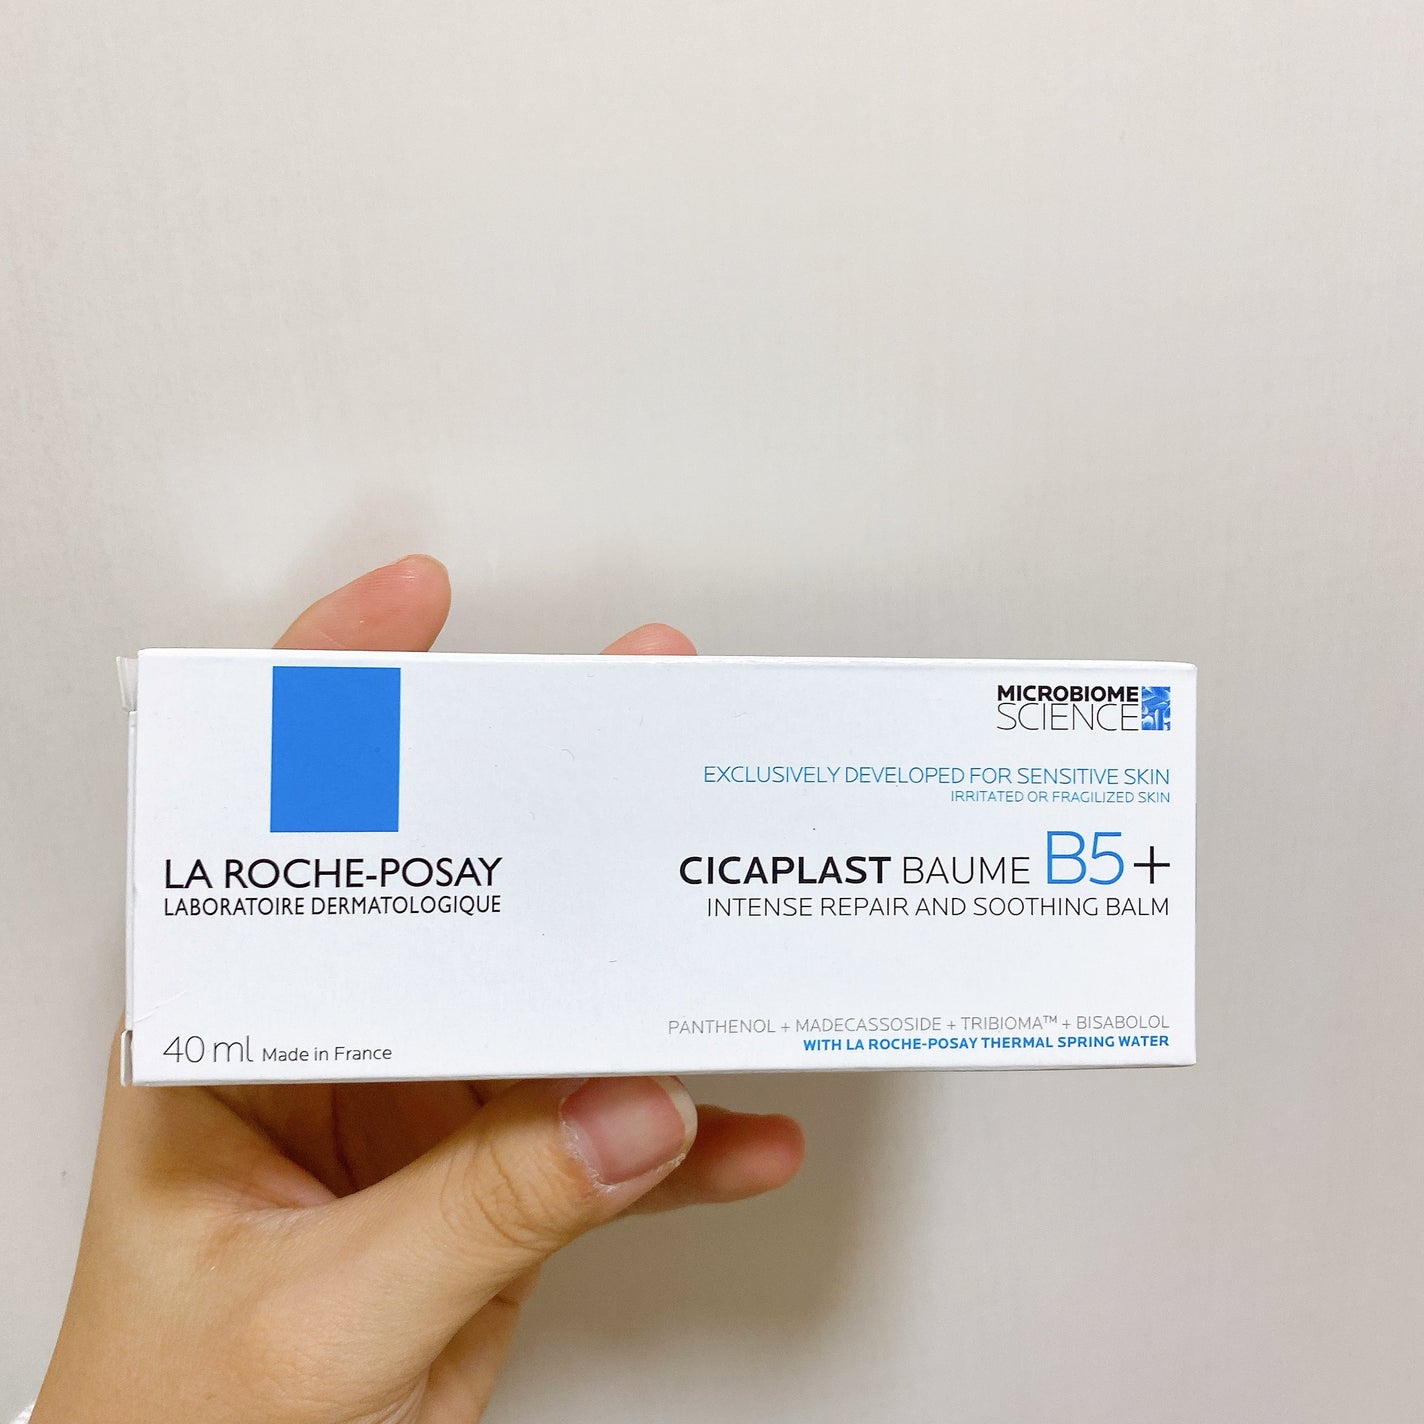 MICROBIOME
SCIENCE
EXCLUSIVELY DEVELOPED FOR SENSITIVE SKIN
IRRITATED OR FRAGILIZED SKIN
LA ROCHE-POSAY
LABORATOIRE DERMATOLOGIQUE
CICAPLAST BAUME B5+
INTENSE REPAIR AND SOOTHING BALM
PANTHENOL + MADECASSOSIDE + TRIBIOMA™ + BISABOLOL
WITH LA ROCHE-POSAY THERMAL SPRING WATER
40 ml Made in France